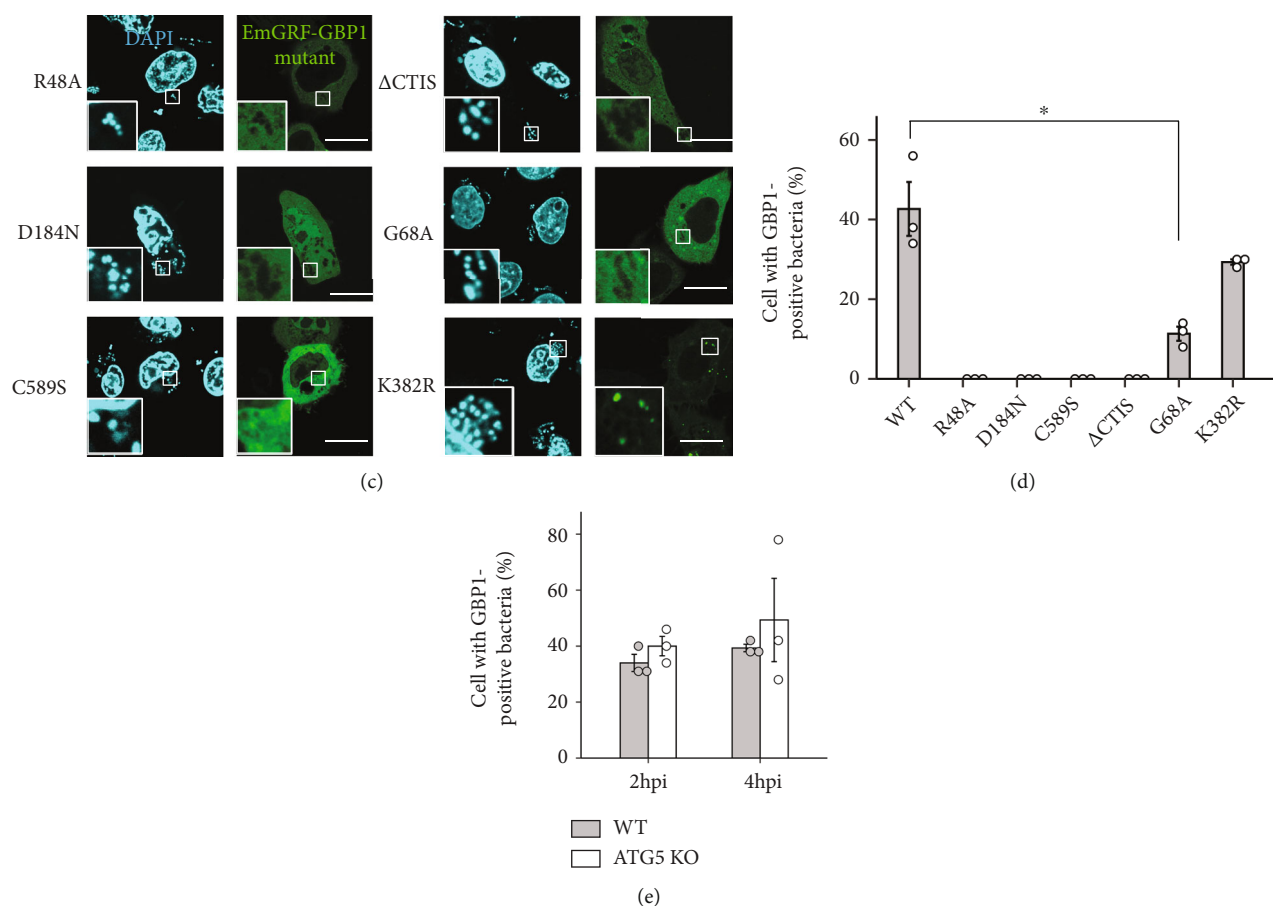 DAPI
EmGRF-GBP1
mutant
R48A
ΔCTIS
D184N
G68A
C589S
K382R
(c)
Cell with GBP1-
positive bacteria (%)
60
40
20
0
*
WT
R48A
D184N
C589S
ΔCTIS
G68A
K382R
(d)
Cell with GBP1-
positive bacteria (%)
80
60
40
20
0
2hpi
4hpi
WT
ATG5 KO
(e)